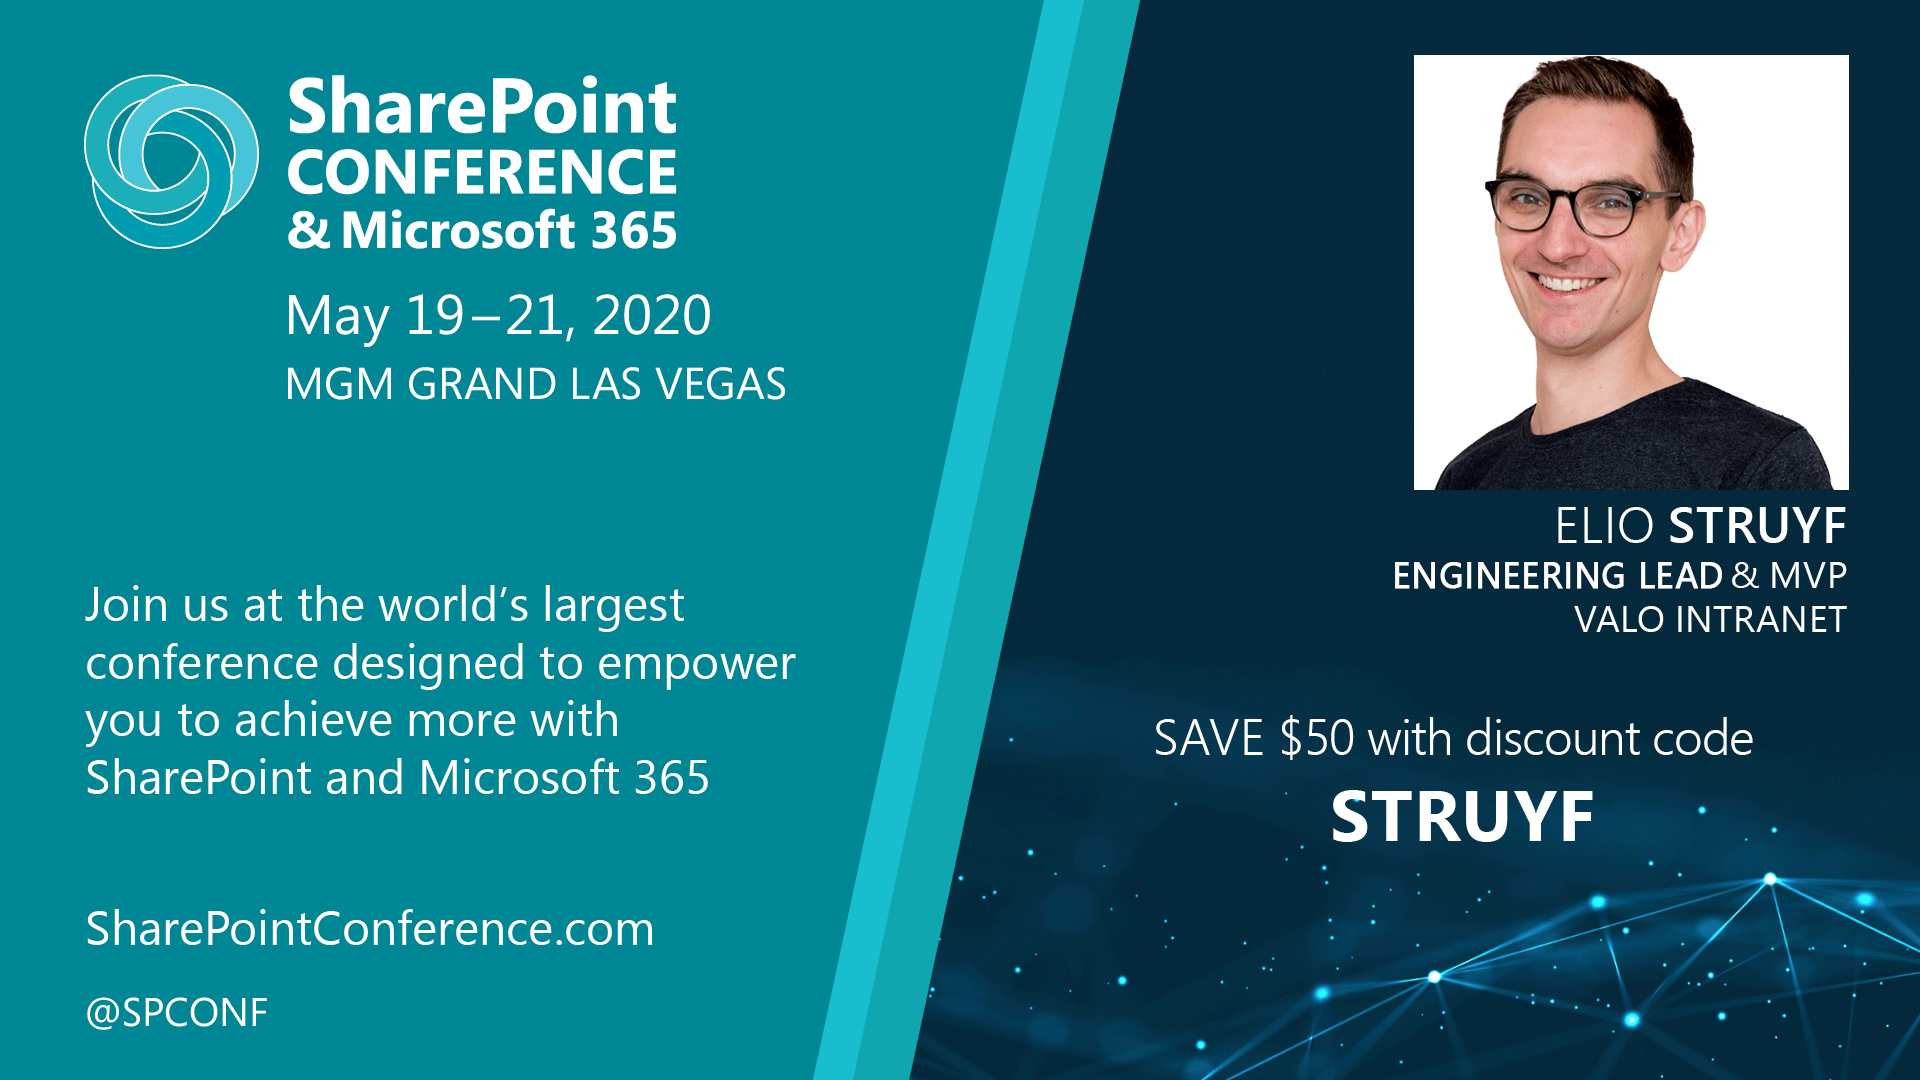 SharePoint
CONFERENCE
& Microsoft 365
May 19–21, 2020
MGM GRAND LAS VEGAS
Join us at the world’s largest
conference designed to empower
you to achieve more with
SharePoint and Microsoft 365
SharePointConference.com
@SPCONF
ELIO STRUYF
ENGINEERING LEAD & MVP
VALO INTRANET
SAVE $50 with discount code
STRUYF